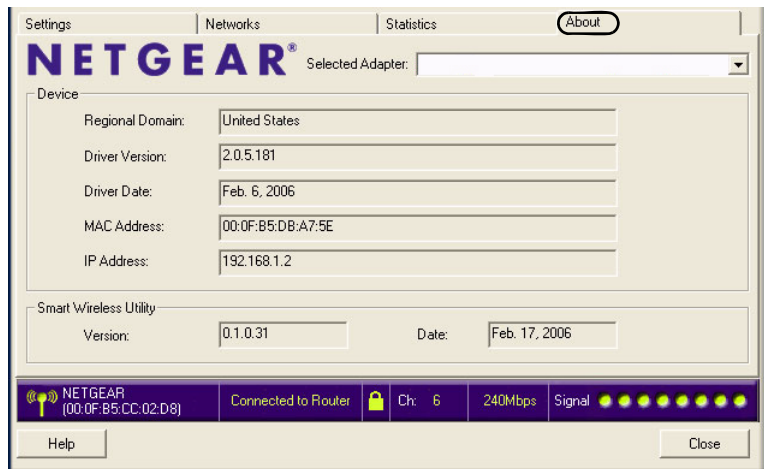 Settings Networks Statistics About
NETGEAR® Selected Adapter:
Device
Regional Domain: United States
Driver Version: 2.0.5.181
Driver Date: Feb. 6, 2006
MAC Address: 00:0F:B5:DB:A7:5E
IP Address: 192.168.1.2
Smart Wireless Utility
Version: 0.1.0.31 Date: Feb. 17, 2006
NETGEAR
(00:0F:B5:CC:02:D8) Connected to Router Ch: 6 240Mbps Signal
Help Close